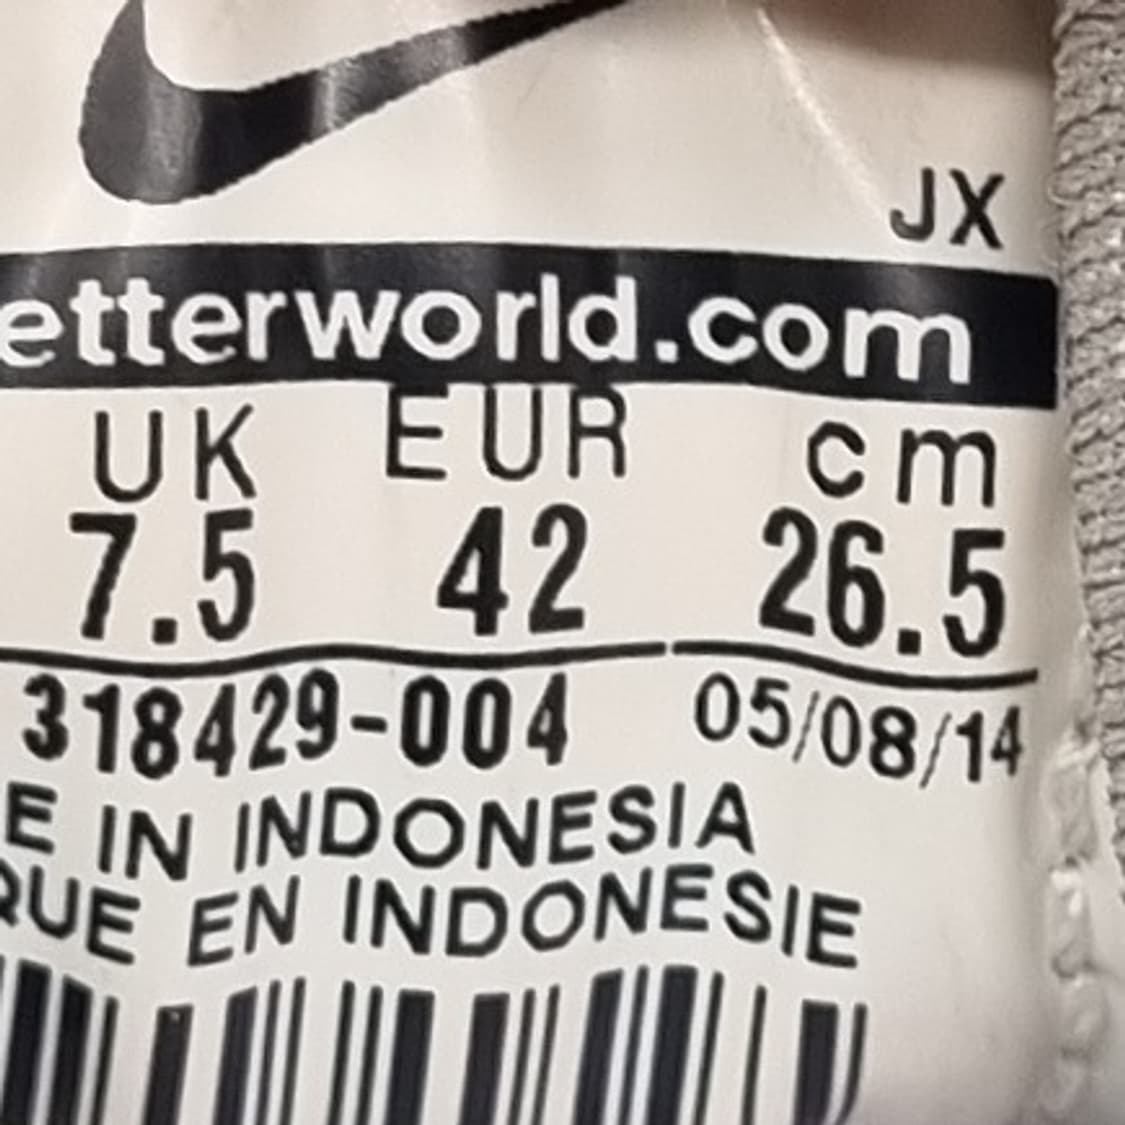 JX
etterworld.com
UK EUR cm
7.5 42 26.5
318429-004 05/08/14
E IN INDONESIA
QUE EN INDONESIE